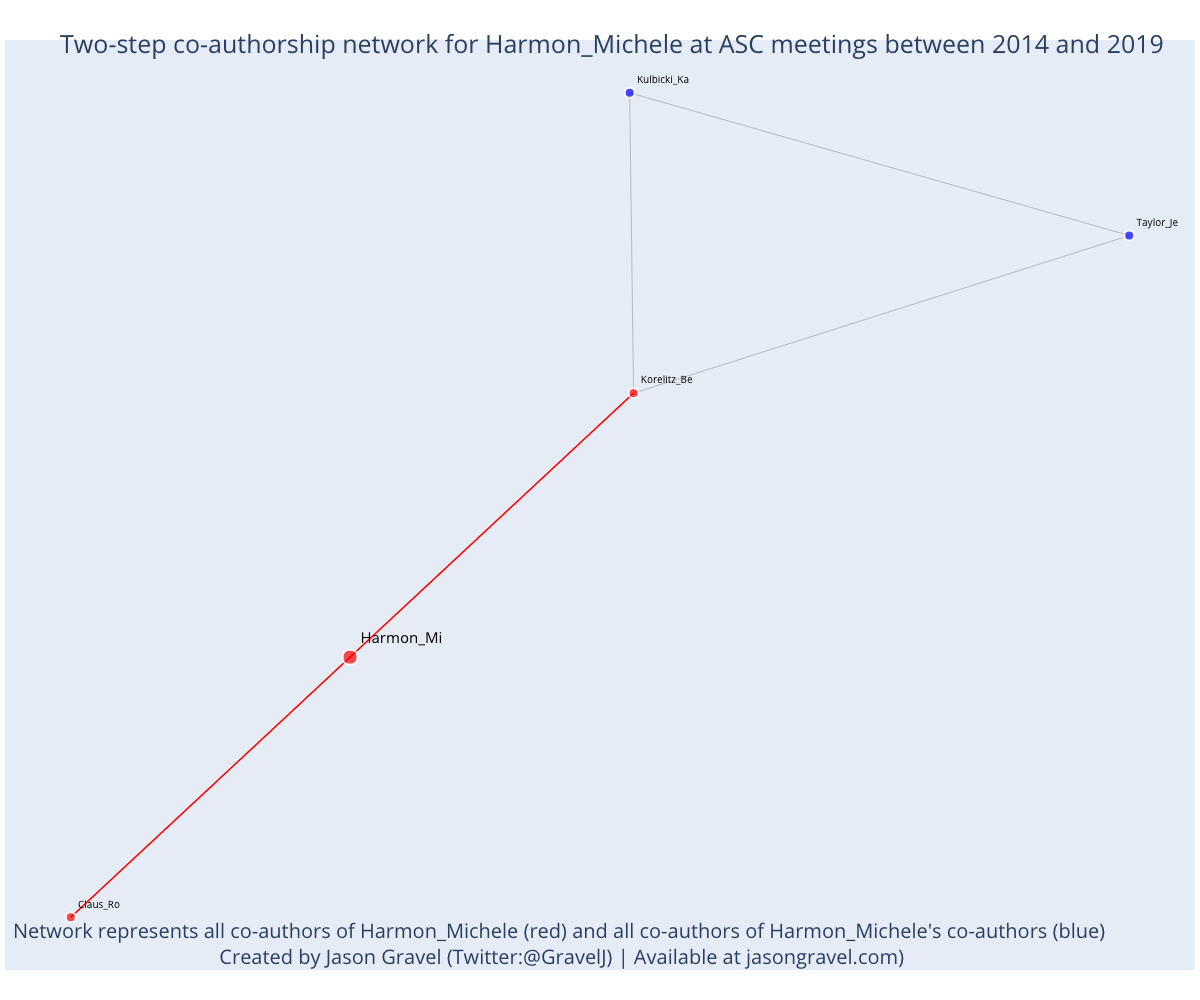 Two-step co-authorship network for Harmon_Michele at ASC meetings between 2014 and 2019
Kulbicki_Ka
Taylor_Je
Korelitz_Be
Harmon_Mi
Claus_Ro
Network represents all co-authors of Harmon_Michele (red) and all co-authors of Harmon_Michele's co-authors (blue)
Created by Jason Gravel (Twitter:@GravelJ) | Available at jasongravel.com)